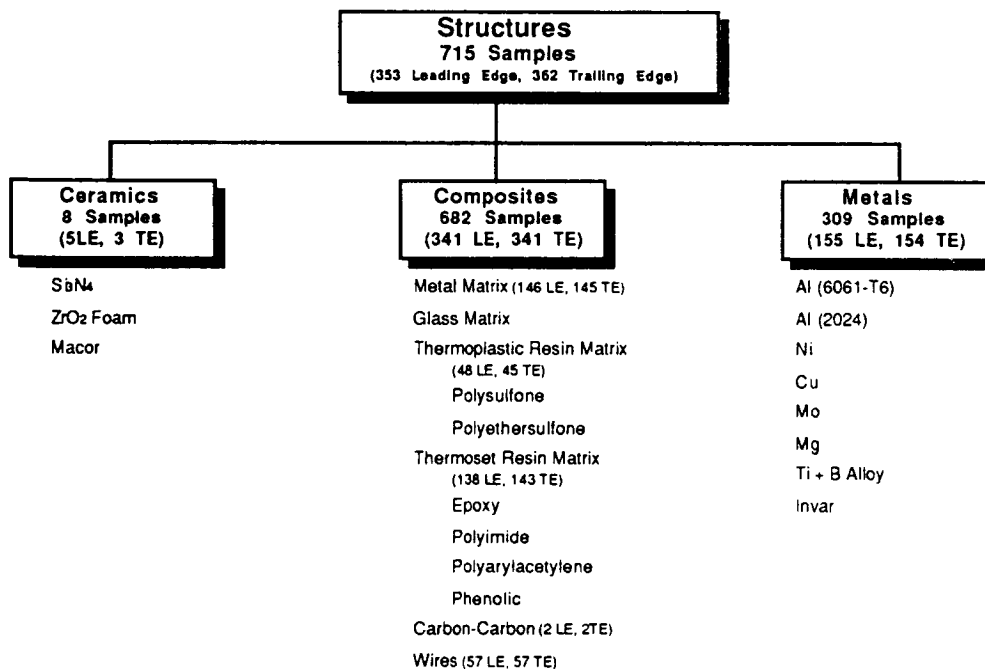 Structures
715 Samples
(353 Leading Edge, 362 Trailing Edge)
Ceramics
8 Samples
(5LE, 3 TE)
SiбN4
ZrO2 Foam
Macor
Composites
682 Samples
(341 LE, 341 TE)
Metal Matrix (146 LE, 145 TE)
Glass Matrix
Thermoplastic Resin Matrix
(48 LE, 45 TE)
Polysulfone
Polyethersulfone
Thermoset Resin Matrix
(138 LE, 143 TE)
Epoxy
Polyimide
Polyarylacetylene
Phenolic
Carbon-Carbon (2 LE, 2TE)
Wires (57 LE, 57 TE)
Metals
309 Samples
(155 LE, 154 TE)
Al (6061-T6)
Al (2024)
Ni
Cu
Mo
Mg
Ti + B Alloy
Invar